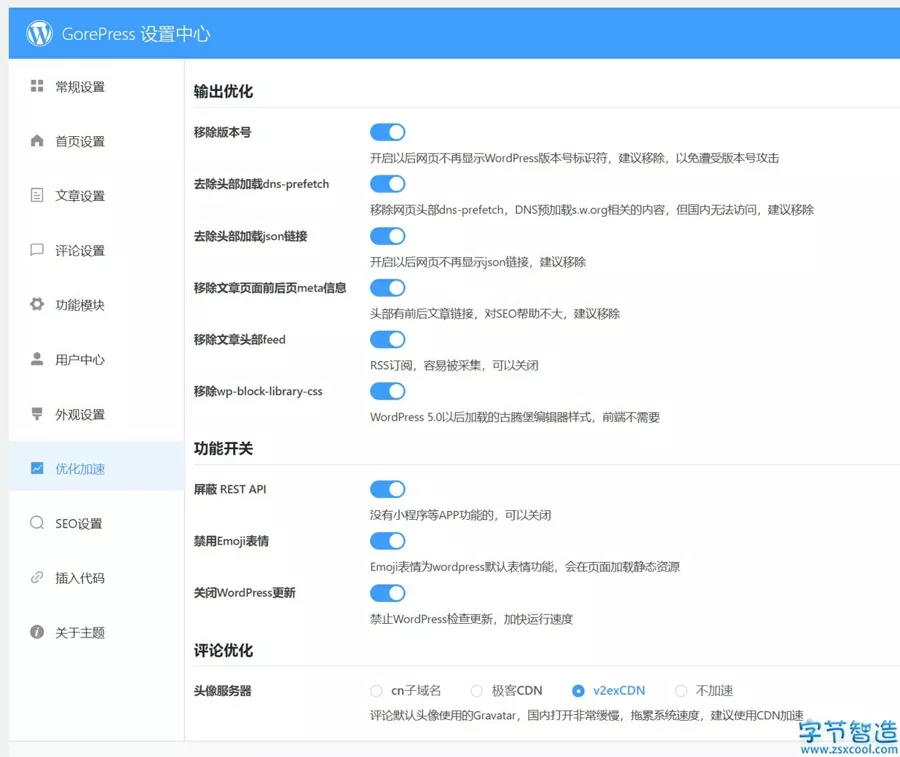 GorePress 设置中心
常规设置
首页设置
文章设置
评论设置
功能模块
用户中心
外观设置
优化加速
SEO设置
插入代码
关于主题
输出优化
移除版本号
开启以后网页不再显示WordPress版本号标识符，建议移除，以免遭受版本号攻击
去除头部加载dns-prefetch
移除网页头部dns-prefetch，DNS预加载s.w.org相关的内容，但国内无法访问，建议移除
去除头部加载json链接
开启以后网页不再显示json链接，建议移除
移除文章页面前后页meta信息
头部有前后文章链接，对SEO帮助不大，建议移除
移除文章头部feed
RSS订阅，容易被采集，可以关闭
移除wp-block-library-css
WordPress 5.0以后加载的古腾堡编辑器样式，前端不需要
功能开关
屏蔽 REST API
没有小程序等APP功能的，可以关闭
禁用Emoji表情
Emoji表情为wordpress默认表情功能，会在页面加载静态资源
关闭WordPress更新
禁止WordPress检查更新，加快运行速度
评论优化
头像服务器
cn子域名 极客CDN v2exCDN 不加速
评论默认头像使用的Gravatar，国内打开非常缓慢，拖累系统速度，建议使用CDN加速
字节智造
www.zsxcool.com